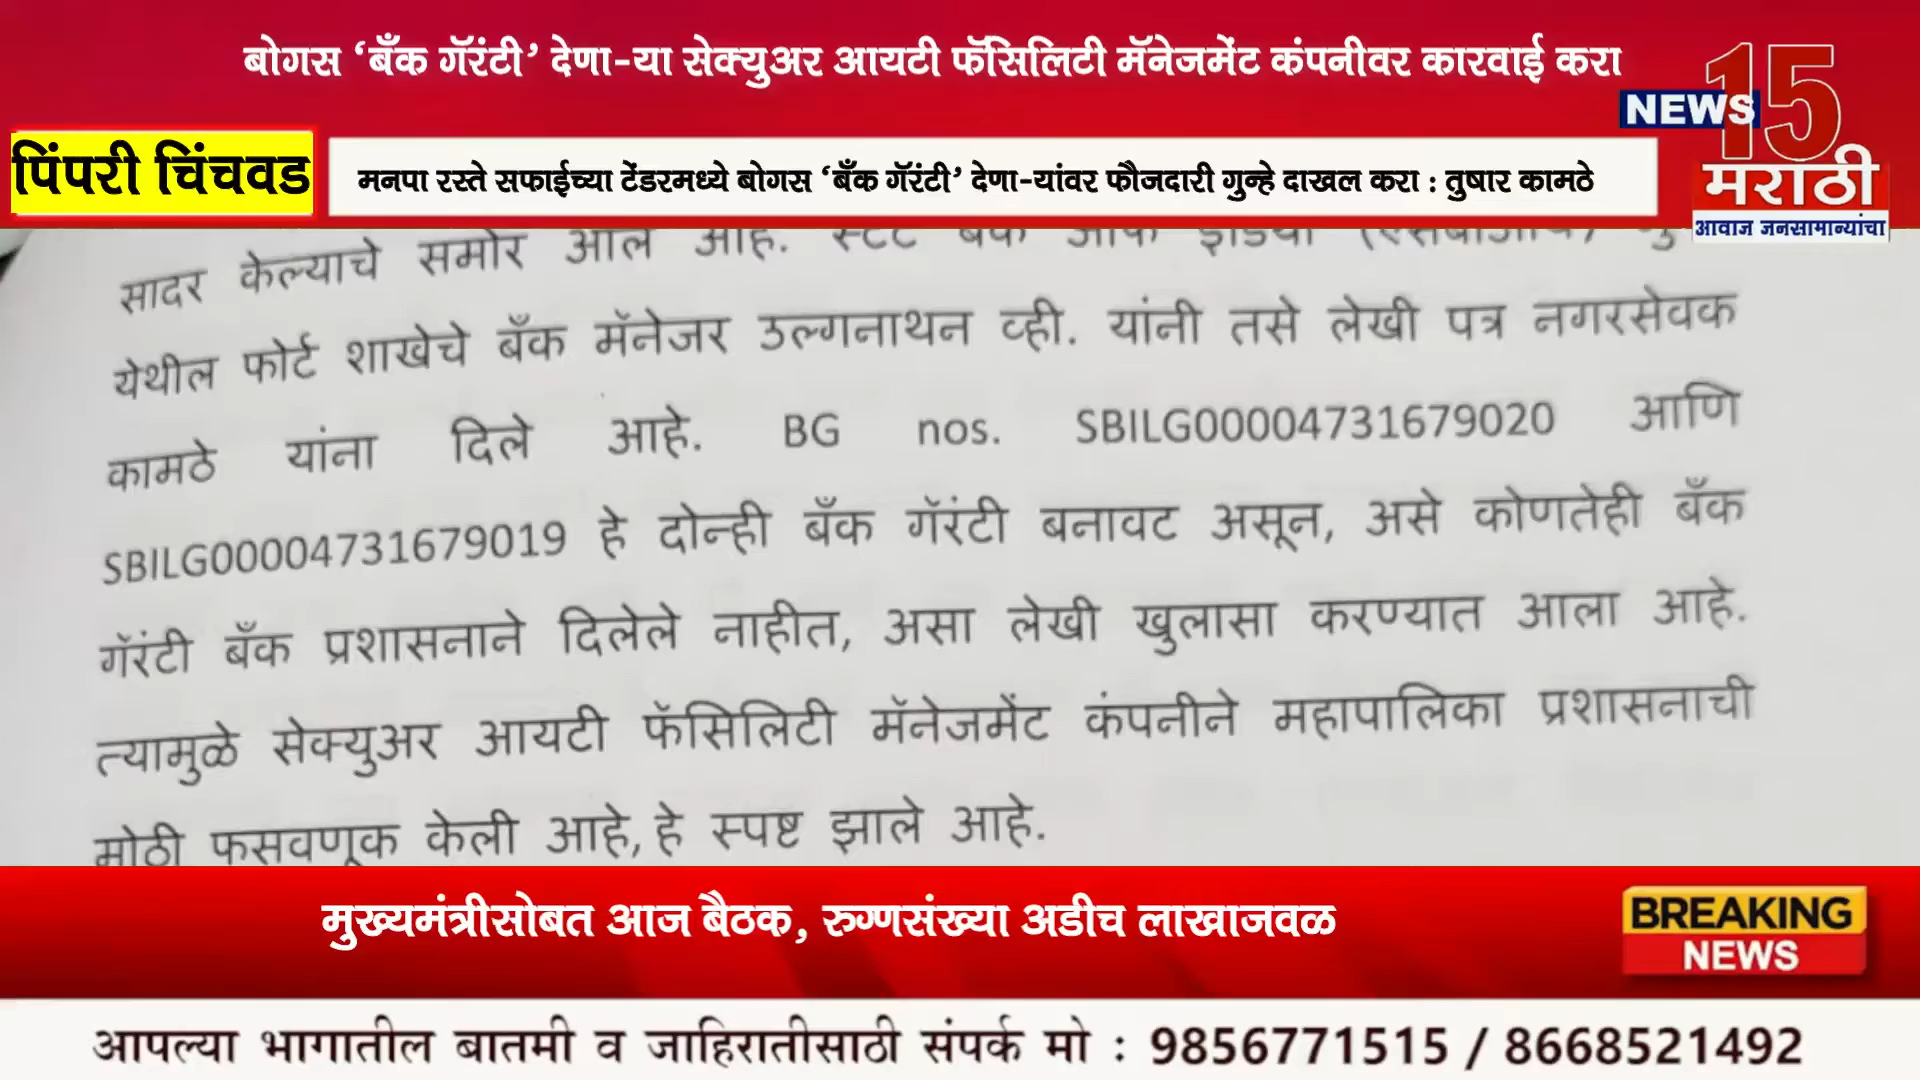 बोगस ‘बँक गॅरंटी’ देणा-या सेक्युअर आयटी फॅसिलिटी मॅनेजमेंट कंपनीवर कारवाई करा
NEWS 15
मराठी
आवाज जनसामान्यांचा
पिंपरी चिंचवड
मनपा रस्ते सफाईच्या टेंडरमध्ये बोगस ‘बँक गॅरंटी’ देणा-यांवर फौजदारी गुन्हे दाखल करा : तुषार कामठे
सादर केल्याचे समोर आले आहे. स्टेट बँक ऑफ इंडिया
येथील फोर्ट शाखेचे बँक मॅनेजर उल्गनाथन व्ही. यांनी तसे लेखी पत्र नगरसेवक
कामठे यांना दिले आहे. BG nos. SBILG00004731679020 आणि
SBILG00004731679019 हे दोन्ही बँक गॅरंटी बनावट असून, असे कोणतेही बँक
गॅरंटी बँक प्रशासनाने दिलेले नाहीत, असा लेखी खुलासा करण्यात आला आहे.
त्यामुळे सेक्युअर आयटी फॅसिलिटी मॅनेजमेंट कंपनीने महापालिका प्रशासनाची
मोठी फसवणूक केली आहे, हे स्पष्ट झाले आहे.
मुख्यमंत्रीसोबत आज बैठक, रुग्णसंख्या अडीच लाखाजवळ
BREAKING
NEWS
आपल्या भागातील बातमी व जाहिरातीसाठी संपर्क मो : 9856771515 / 8668521492